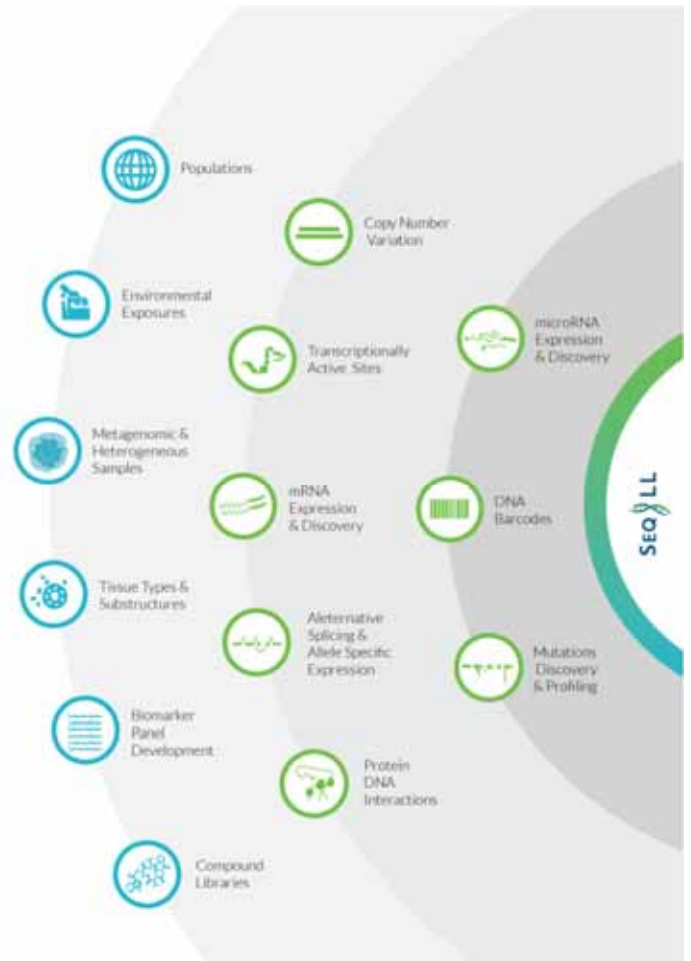 Populations
Copy Number
Variation
Environmental
Exposures
microRNA
Expression
& Discovery
Transcriptionally
Active Sites
Metagenomic &
Heterogeneous
Samples
mRNA
Expression
& Discovery
DNA
Barcodes
SEQLL
Tissue Types &
Substructures
Aleternative
Splicing &
Allele Specific
Expression
Mutations
Discovery
& Profiling
Biomarker
Panel
Development
Protein
DNA
Interactions
Compound
Libraries